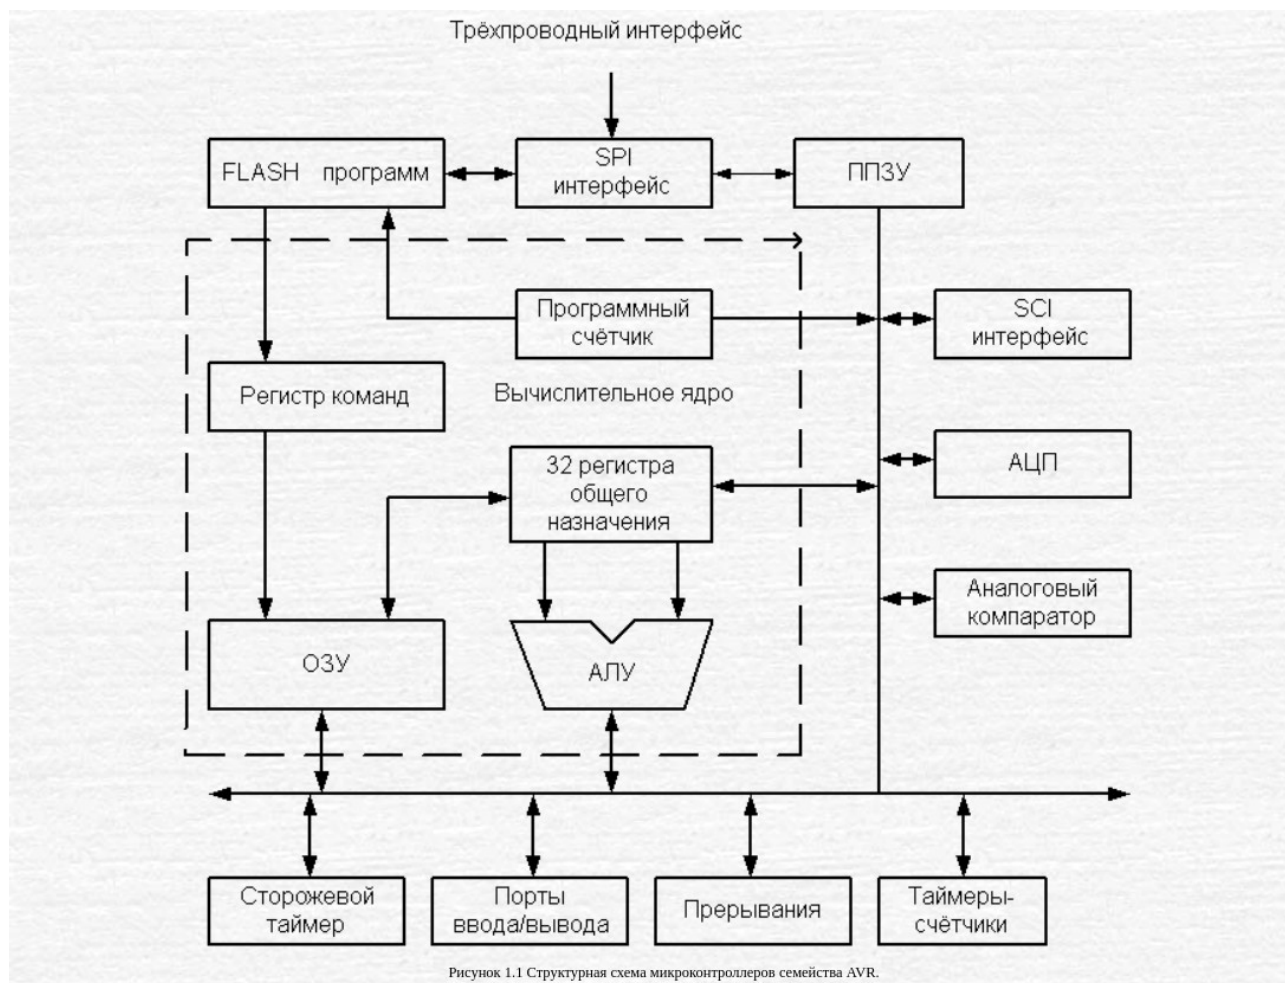 Трёхпроводный интерфейс
FLASH программ
SPI
интерфейс
ППЗУ
Программный
счётчик
SCI
интерфейс
Регистр команд
Вычислительное ядро
32 регистра
общего
назначения
АЦП
Аналоговый
компаратор
ОЗУ
АЛУ
Сторожевой
таймер
Порты
ввода/вывода
Прерывания
Таймеры-
счётчики
Рисунок 1.1 Структурная схема микроконтроллеров семейства AVR.